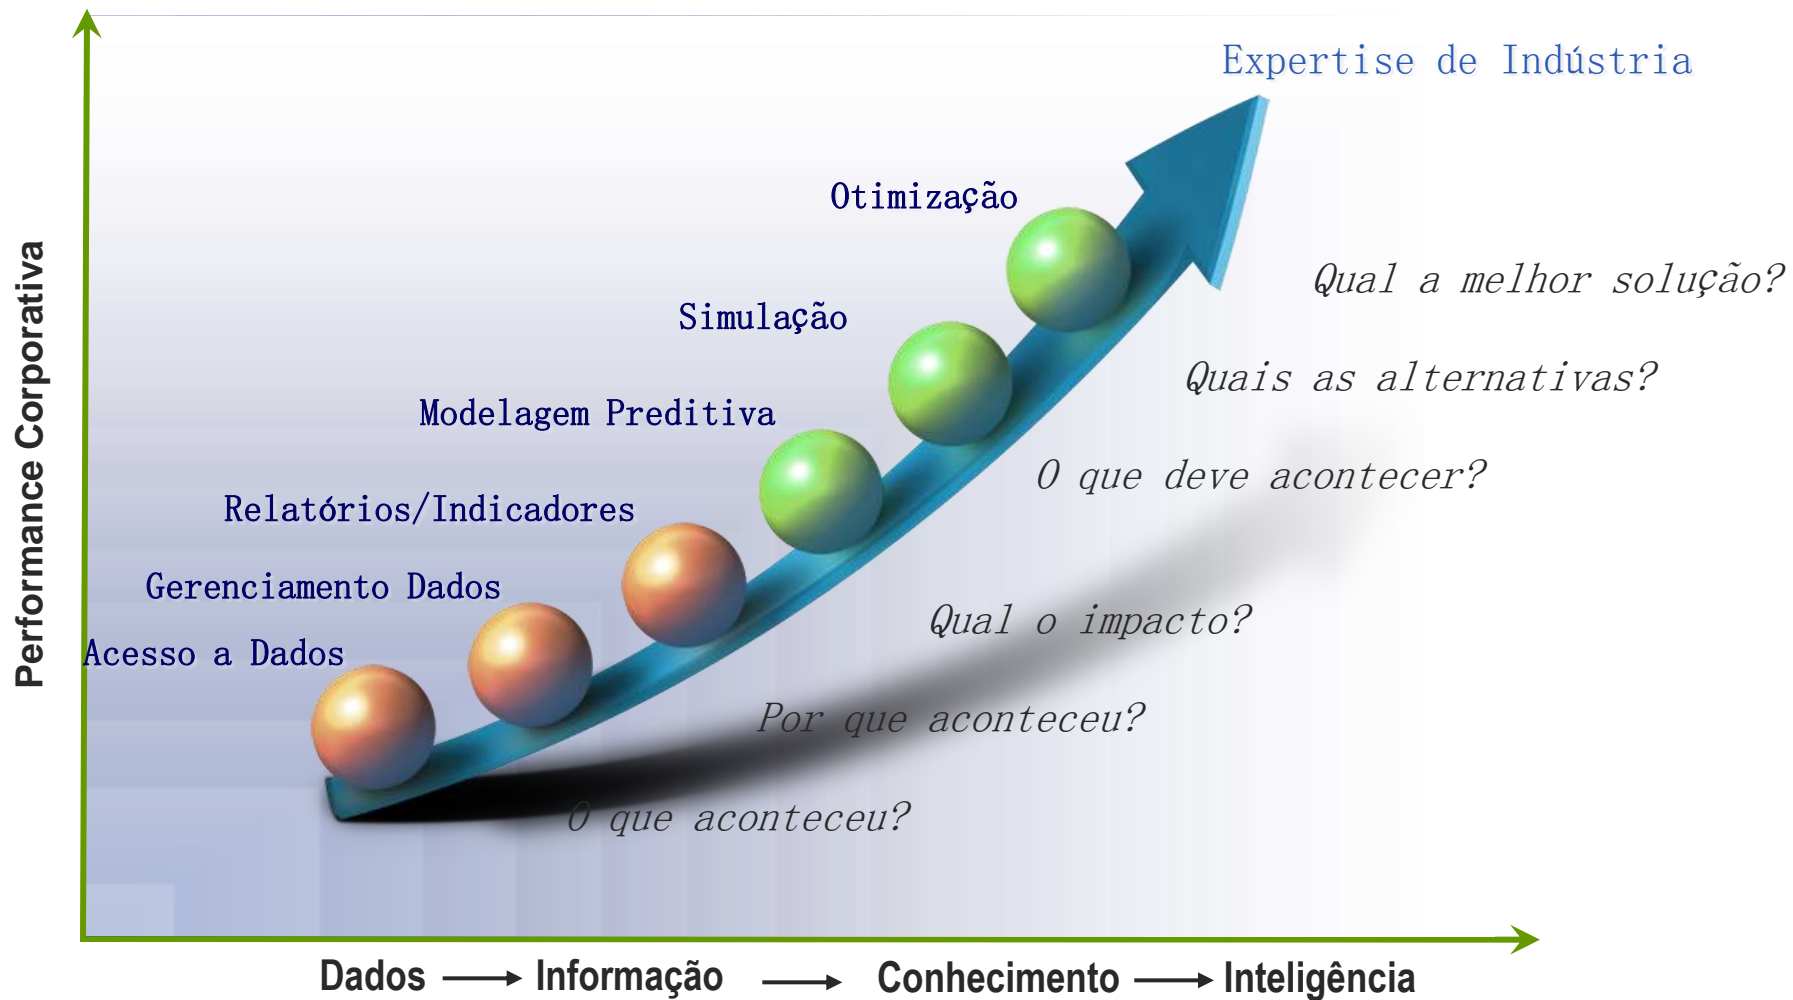 Expertise de Indústria
Otimização
Qual a melhor solução?
Simulação
Quais as alternativas?
Modelagem Preditiva
O que deve acontecer?
Relatórios/Indicadores
Gerenciamento Dados
Qual o impacto?
Acesso a Dados
Por que aconteceu?
O que aconteceu?
Performance Corporativa
Dados → Informação → Conhecimento → Inteligência